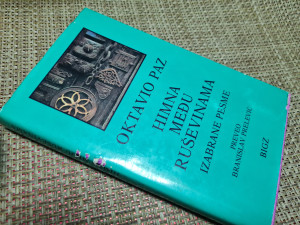 OKTAVIO PAZ
HIMNA
MEĐU
RUŠEVINAMA
IZABRANE PESME
PREVEO
BRANISLAV PRELEVIĆ
BIGZ